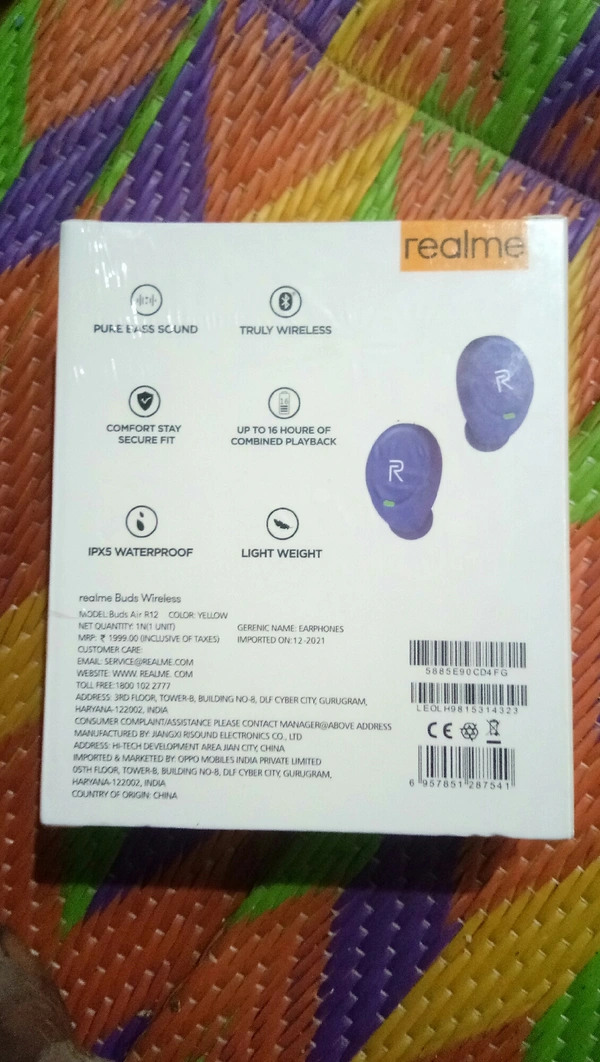 realme
PURE BASS SOUND
TRULY WIRELESS
COMFORT STAY
SECURE FIT
16
UP TO 16 HOURE OF
COMBINED PLAYBACK
R
R
IPX5 WATERPROOF
LIGHT WEIGHT
realme Buds Wireless
MODEL:Buds Air R12 COLOR: YELLOW
NET QUANTITY: 1N(1 UNIT) GERENIC NAME: EARPHONES
MRP: ₹ 1999.00 (INCLUSIVE OF TAXES) IMPORTED ON:12-2021
CUSTOMER CARE:
EMAIL: SERVICE@REALME.COM
WEBSITE: WWW. REALME. COM
TOLL FREE:1800 102 2777
ADDRESS: 3RD FLOOR, TOWER-B, BUILDING NO-8, DLF CYBER CITY, GURUGRAM,
HARYANA-122002, INDIA
CONSUMER COMPLAINT/ASSISTANCE PLEASE CONTACT MANAGER@ABOVE ADDRESS
MANUFACTURED BY: JIANGXI RISOUND ELECTRONICS CO., LTD
ADDRESS: HI-TECH DEVELOPMENT AREA JIAN CITY, CHINA
IMPORTED & MARKETED BY: OPPO MOBILES INDIA PRIVATE LIMITED
05TH FLOOR, TOWER-B, BUILDING NO-8, DLF CYBER CITY, GURUGRAM,
HARYANA-122002, INDIA
COUNTRY OF ORIGIN: CHINA
5885E90CD4FG
LEOLH9815314323
CE
6 957851 287541